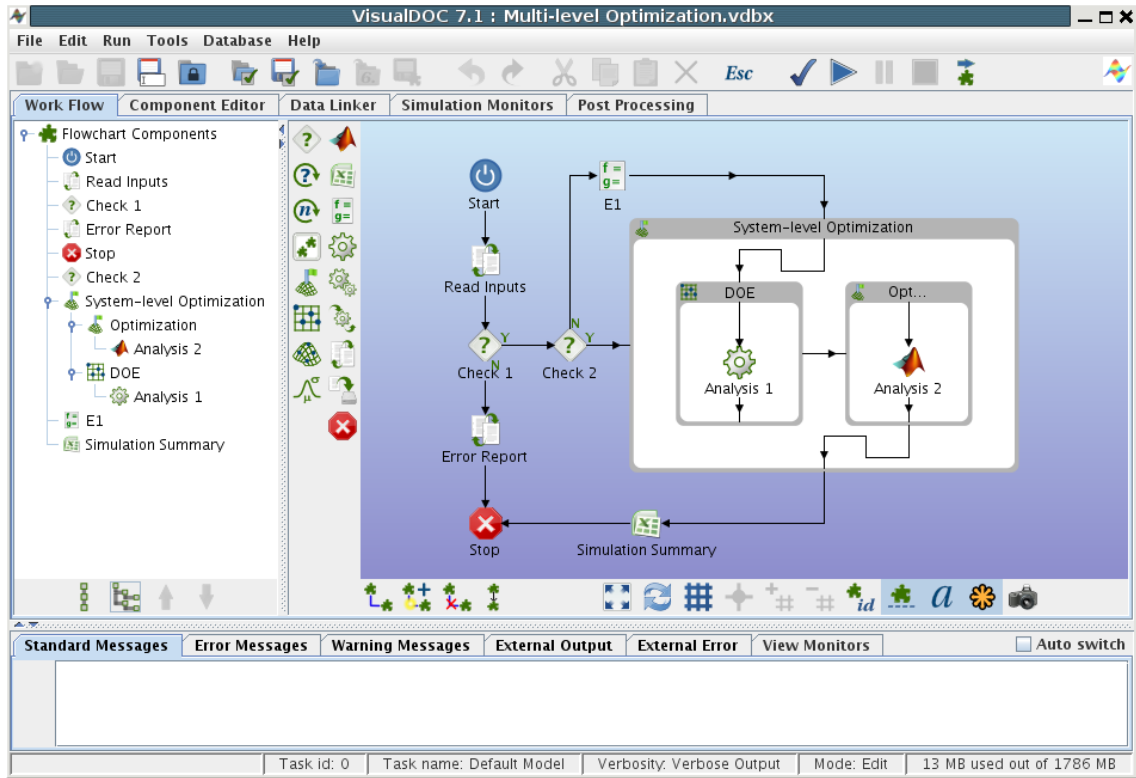 VisualDOC 7.1 : Multi-level Optimization.vdbx
File Edit Run Tools Database Help
Esc
Work Flow Component Editor Data Linker Simulation Monitors Post Processing
Flowchart Components
Start
Read Inputs
Check 1
Error Report
Stop
Check 2
System-level Optimization
Optimization
Analysis 2
DOE
Analysis 1
E1
Simulation Summary
? 
?
n
f =
g=
μ σ
Start
f =
g=
E1
System-level Optimization
Read Inputs
DOE
Opt...
N
? Y ? Y
N
Check 1 Check 2
Analysis 1
Analysis 2
Error Report
Stop
Simulation Summary
id a
Standard Messages Error Messages Warning Messages External Output External Error View Monitors Auto switch
Task id: 0 Task name: Default Model Verbosity: Verbose Output Mode: Edit 13 MB used out of 1786 MB